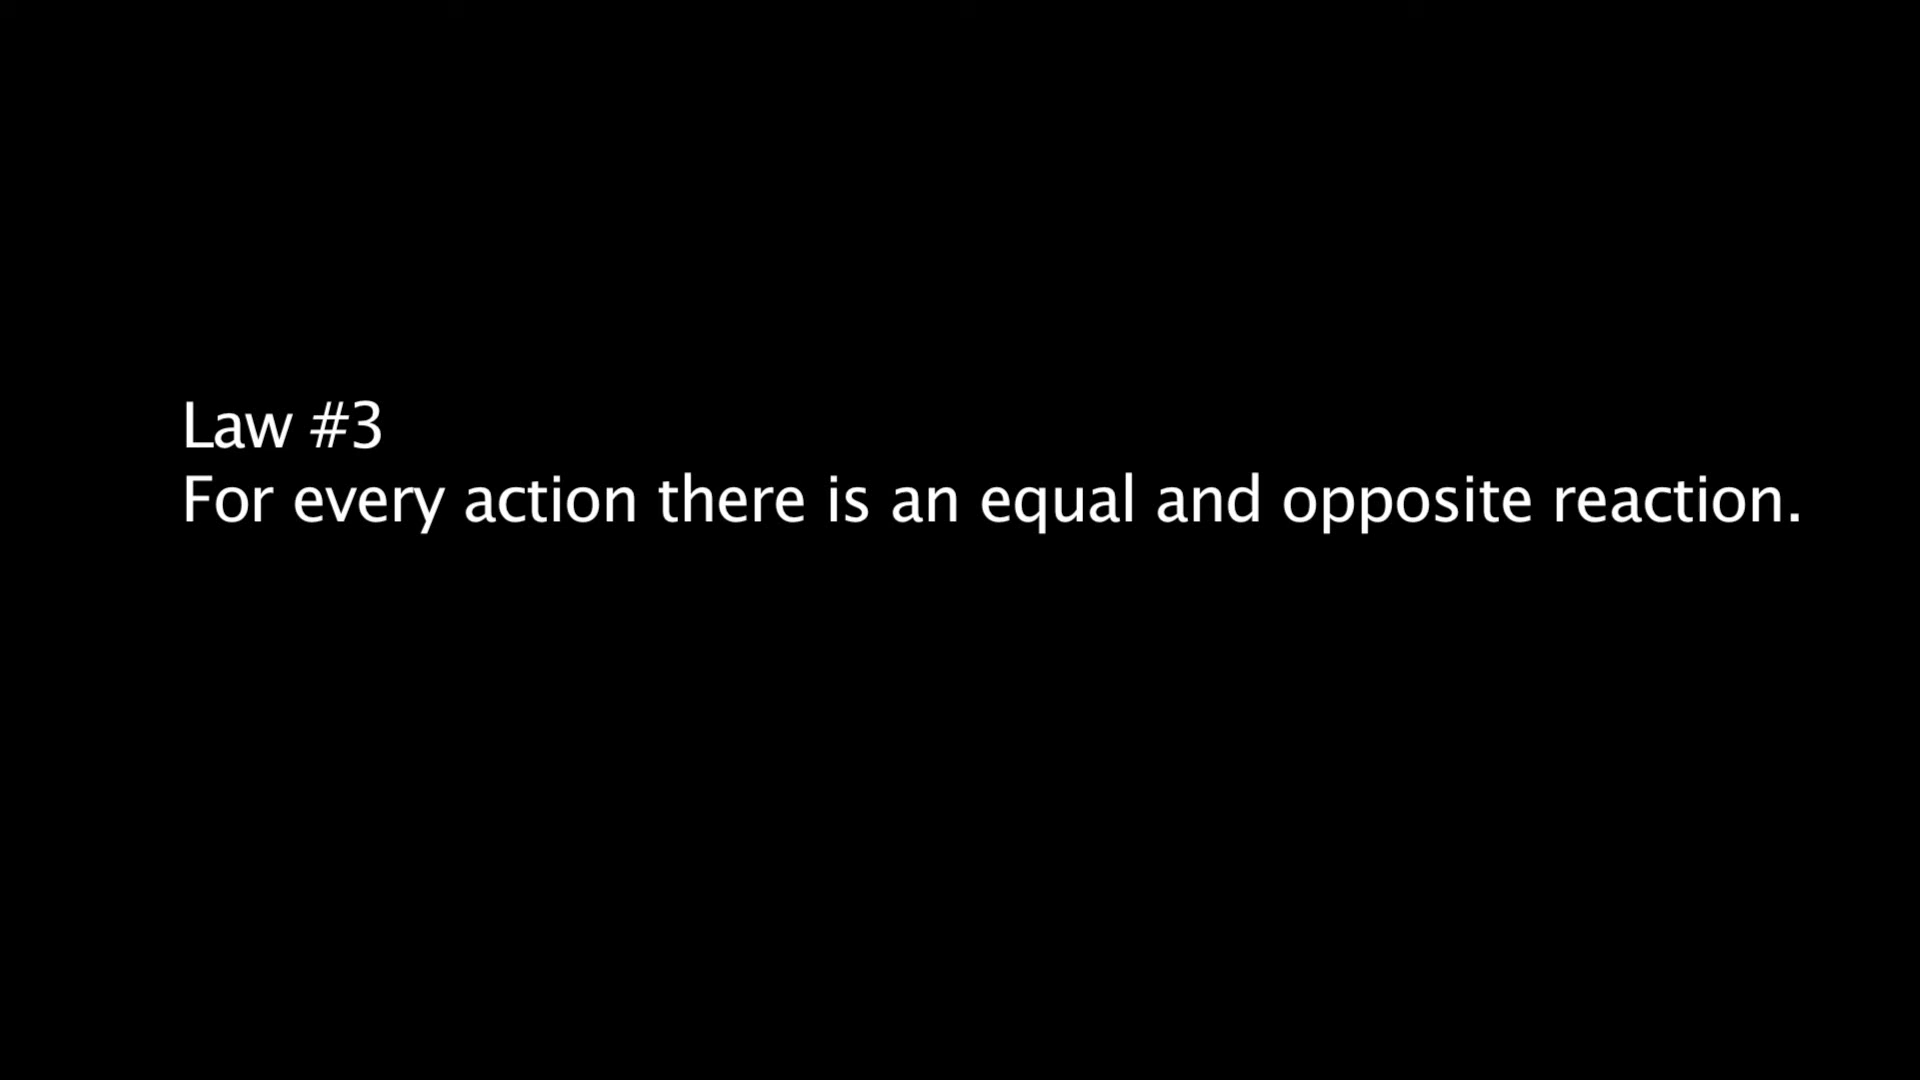 Law #3
For every action there is an equal and opposite reaction.